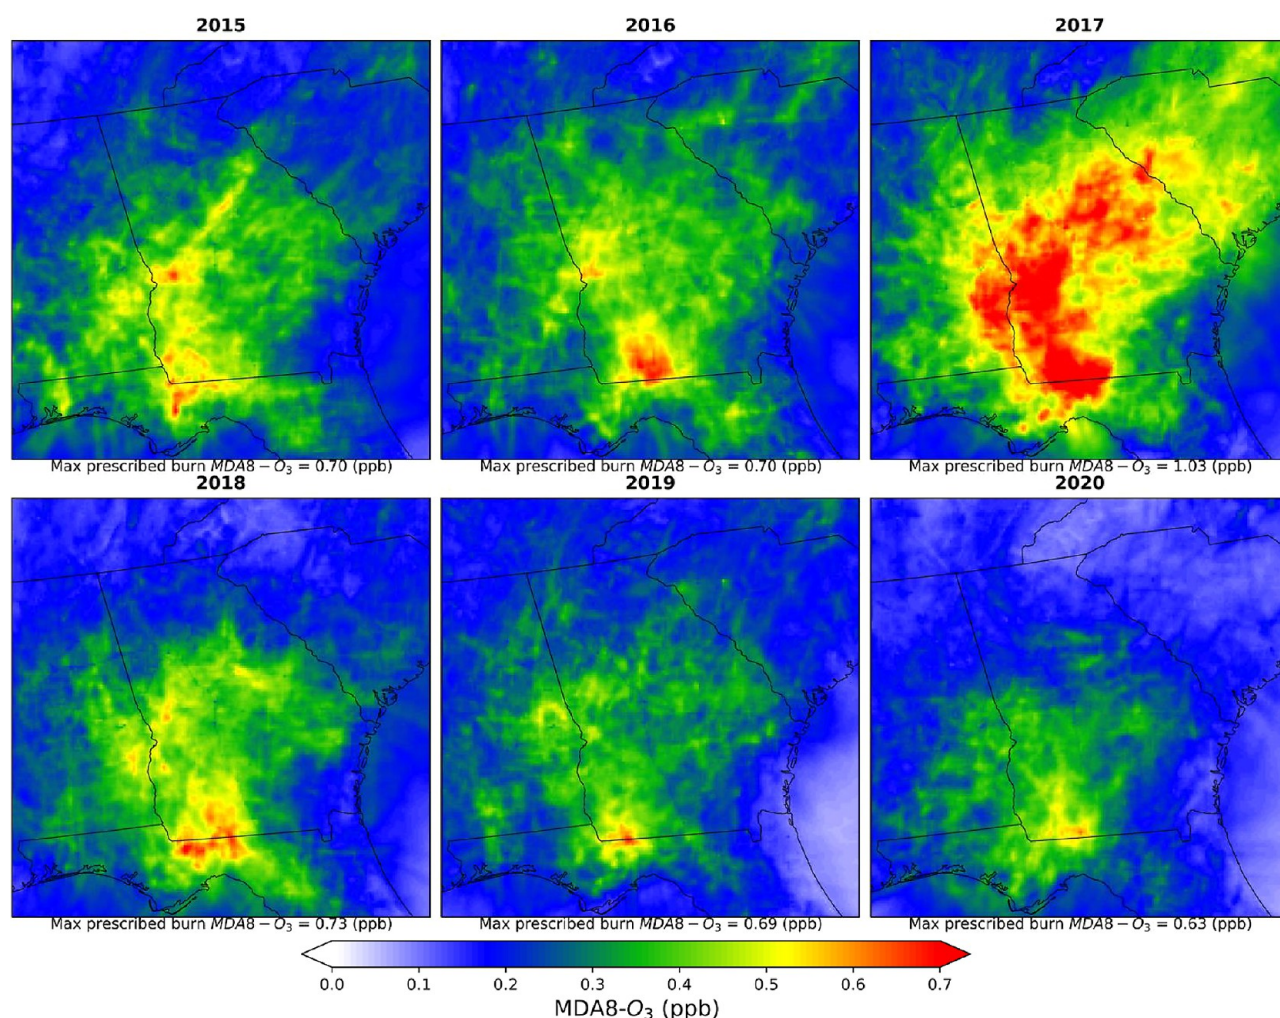 2015
2016
2017
Max prescribed burn MDA8 − O₃ = 0.70 (ppb)
Max prescribed burn MDA8 − O₃ = 0.70 (ppb)
Max prescribed burn MDA8 − O₃ = 1.03 (ppb)
2018
2019
2020
Max prescribed burn MDA8 − O₃ = 0.73 (ppb)
Max prescribed burn MDA8 − O₃ = 0.69 (ppb)
Max prescribed burn MDA8 − O₃ = 0.63 (ppb)
0.0 0.1 0.2 0.3 0.4 0.5 0.6 0.7
MDA8-O₃ (ppb)